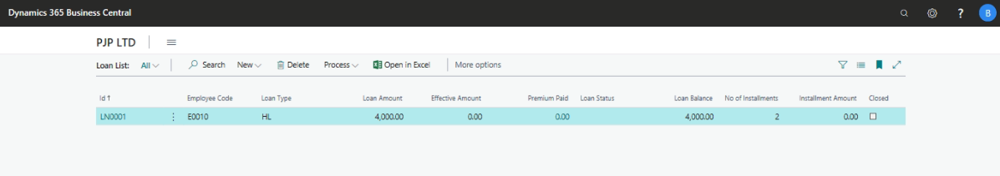 Dynamics 365 Business Central
? B
PJP LTD
Loan List: All Search New Delete Process Open in Excel More options
Id ↑ Employee Code Loan Type Loan Amount Effective Amount Premium Paid Loan Status Loan Balance No of Installments Installment Amount Closed
LN0001 E0010 HL 4,000.00 0.00 0.00 4,000.00 2 0.00